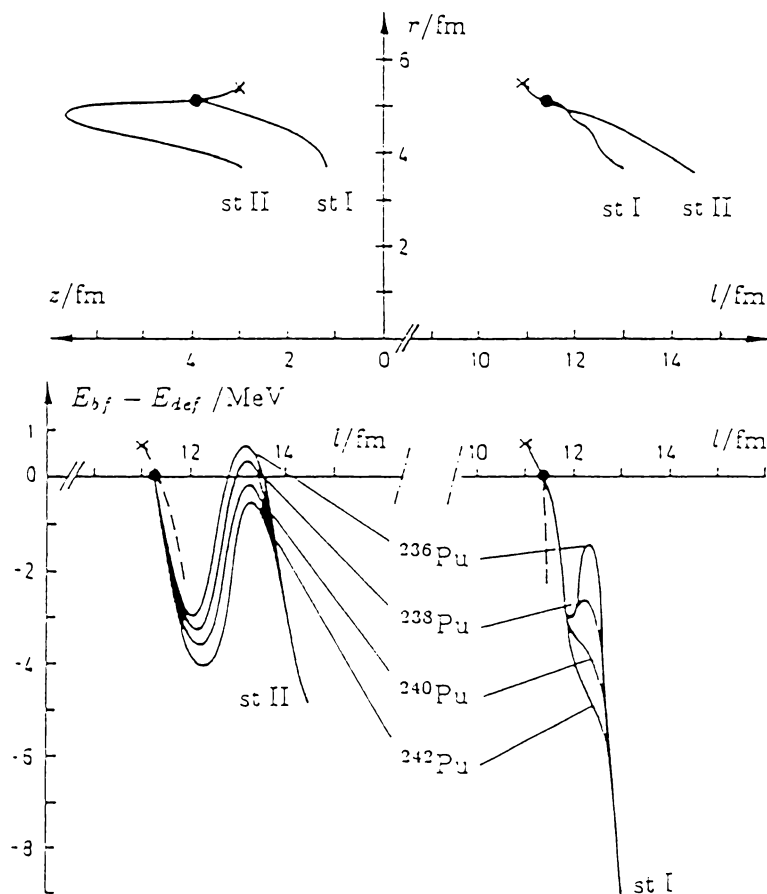 r/fm
6
4
st II st I
st I st II
2
z/fm
l/fm
4 2 0 10 12 14
E_bf − E_def /MeV
1
12 14 l/fm
10 12 14 l/fm
0
²³⁶Pu
-2
²³⁸Pu
-4
²⁴⁰Pu
st II
-6
²⁴²Pu
-8
st I